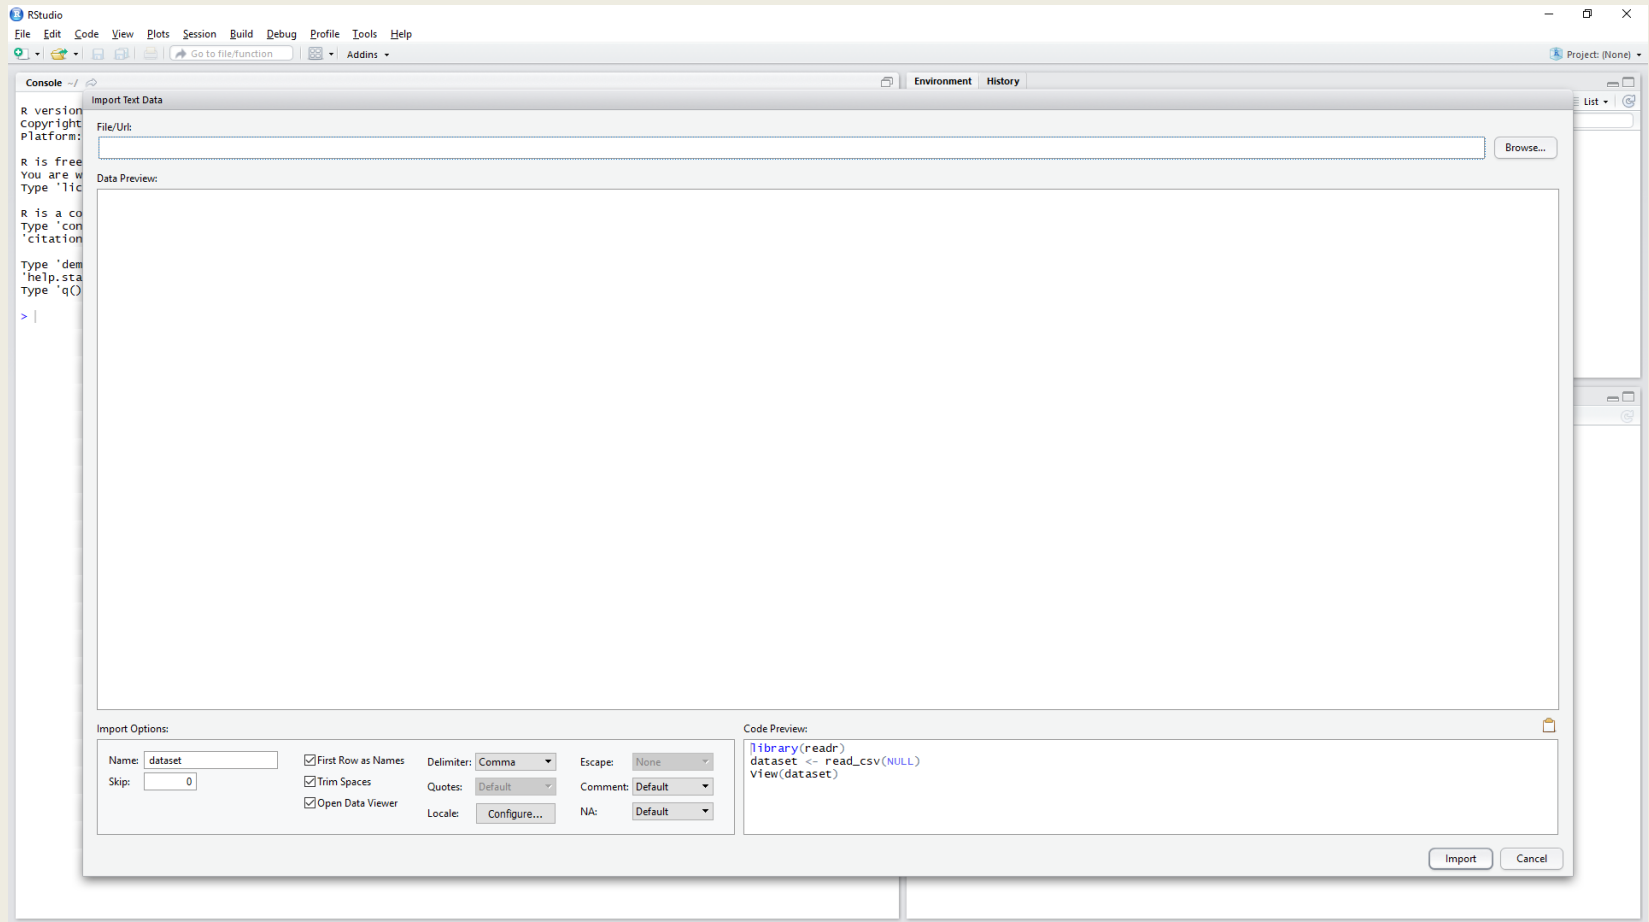 RStudio
File Edit Code View Plots Session Build Debug Profile Tools Help
Go to file/function Addins Project: (None)
Console ~/ Environment History
Import Text Data
List
File/Url:
Browse...
Data Preview:
R version
Copyright
Platform:
R is free
You are w
Type 'lic
R is a co
Type 'con
'citation
Type 'dem
'help.sta
Type 'q()
>
Import Options:
Name: dataset
Skip: 0
First Row as Names
Trim Spaces
Open Data Viewer
Delimiter: Comma
Quotes: Default
Locale: Configure...
Escape: None
Comment: Default
NA: Default
Code Preview:
library(readr)
dataset <- read_csv(NULL)
View(dataset)
Import Cancel